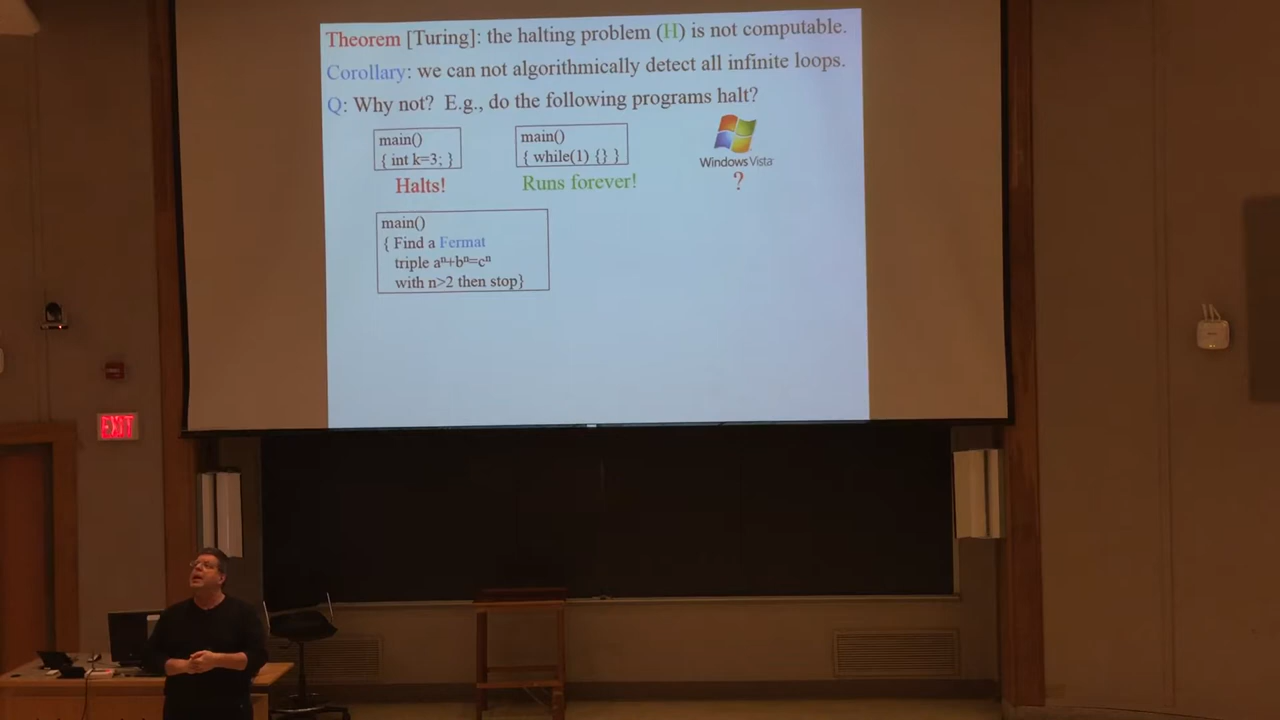 Theorem [Turing]: the halting problem (H) is not computable.
Corollary: we can not algorithmically detect all infinite loops.
Q: Why not? E.g., do the following programs halt?
main()
{ int k=3; }
Halts!
main()
{ while(1) {} }
Runs forever!
Windows Vista
?
main()
{ Find a Fermat
triple aⁿ+bⁿ=cⁿ
with n>2 then stop}
EXIT